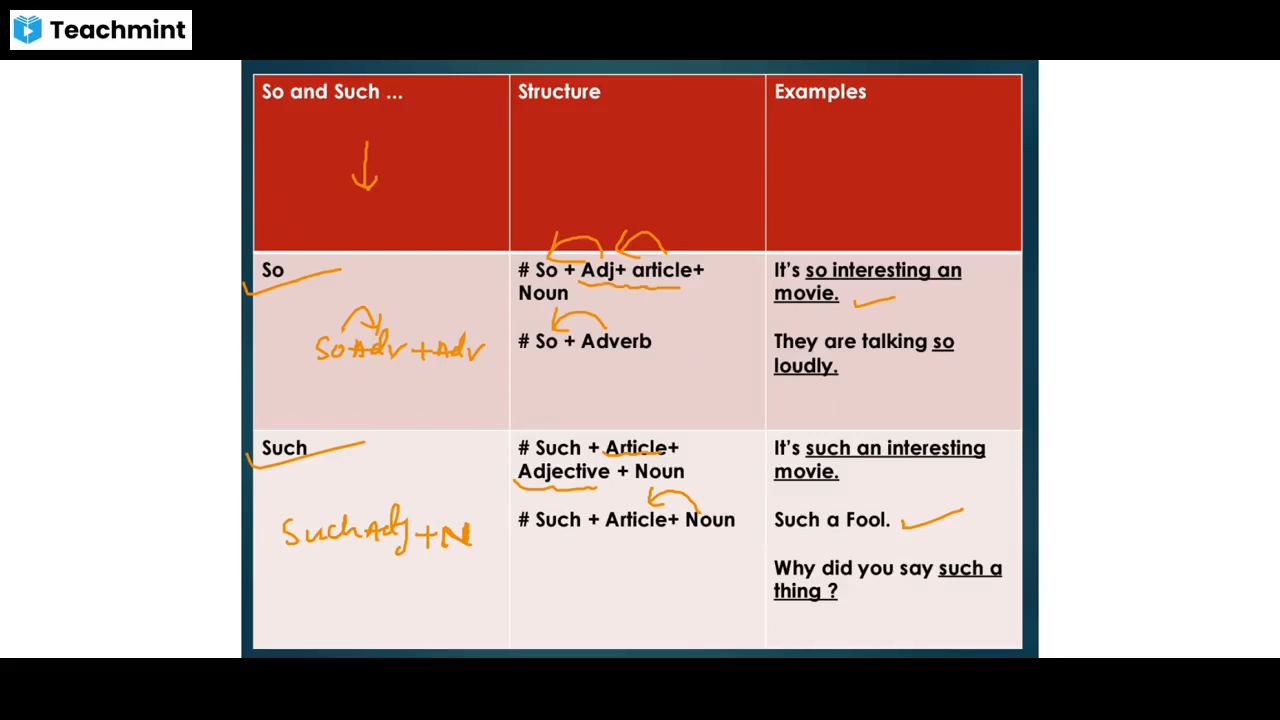 Teachmint
So and Such ...
Structure
Examples
So
# So + Adj+ article+
Noun
# So + Adverb
It's so interesting an
movie.
They are talking so
loudly.
So Adv + Adv
Such
# Such + Article+
Adjective + Noun
# Such + Article+ Noun
It's such an interesting
movie.
Such a Fool.
Why did you say such a
thing ?
Such Adj + N